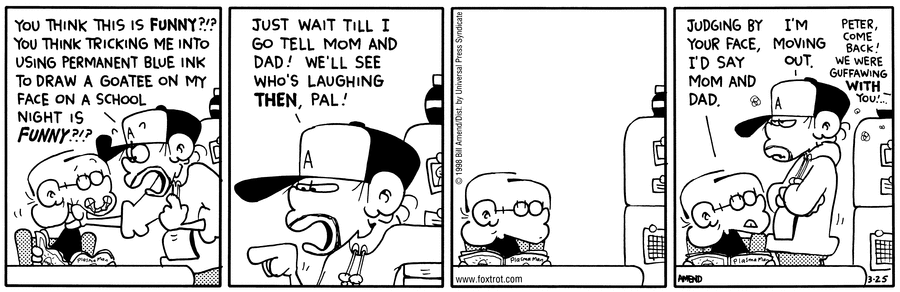 YOU THINK THIS IS FUNNY?!?
YOU THINK TRICKING ME INTO
USING PERMANENT BLUE INK
TO DRAW A GOATEE ON MY
FACE ON A SCHOOL
NIGHT IS
FUNNY?!?
A
Plasma Man
JUST WAIT TILL I
GO TELL MOM AND
DAD! WE'LL SEE
WHO'S LAUGHING
THEN, PAL!
A
© 1998 Bill Amend/Dist. by Universal Press Syndicate
Plasma Man
www.foxtrot.com
JUDGING BY
YOUR FACE,
I'D SAY
MOM AND
DAD.
I'M
MOVING
OUT.
PETER,
COME
BACK!
WE WERE
GUFFAWING
WITH
YOU!...
A
Plasma Man
AMEND
3-25